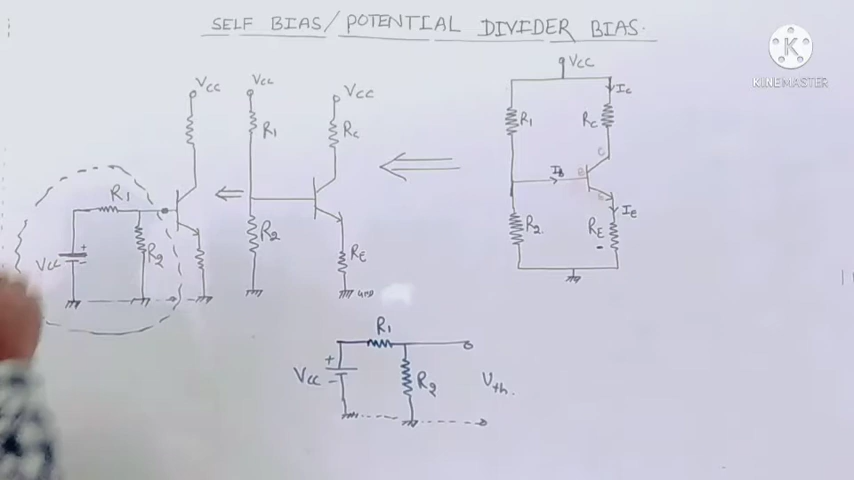 SELF BIAS/POTENTIAL DIVIDER BIAS.
K
KINEMASTER
VCC
VCC
VCC
VCC
IC
R1
RC
R1
RC
C
B
IB
E
R1
R2
R2
RE
IE
R2
RE
VCC
+
GND
R1
+
VCC
-
R2
Vth.